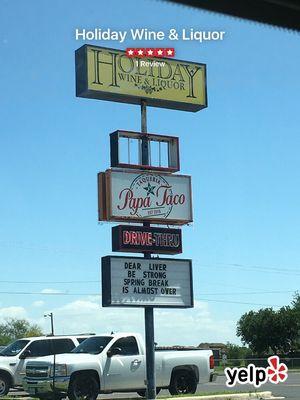 Holiday Wine & Liquor
1 Review
HOLIDAY
WINE & LIQUOR
TAQUERIA
Papa Taco
DRIVE-THRU
DEAR LIVER
BE STRONG
SPRING BREAK
IS ALMOST OVER
yelp